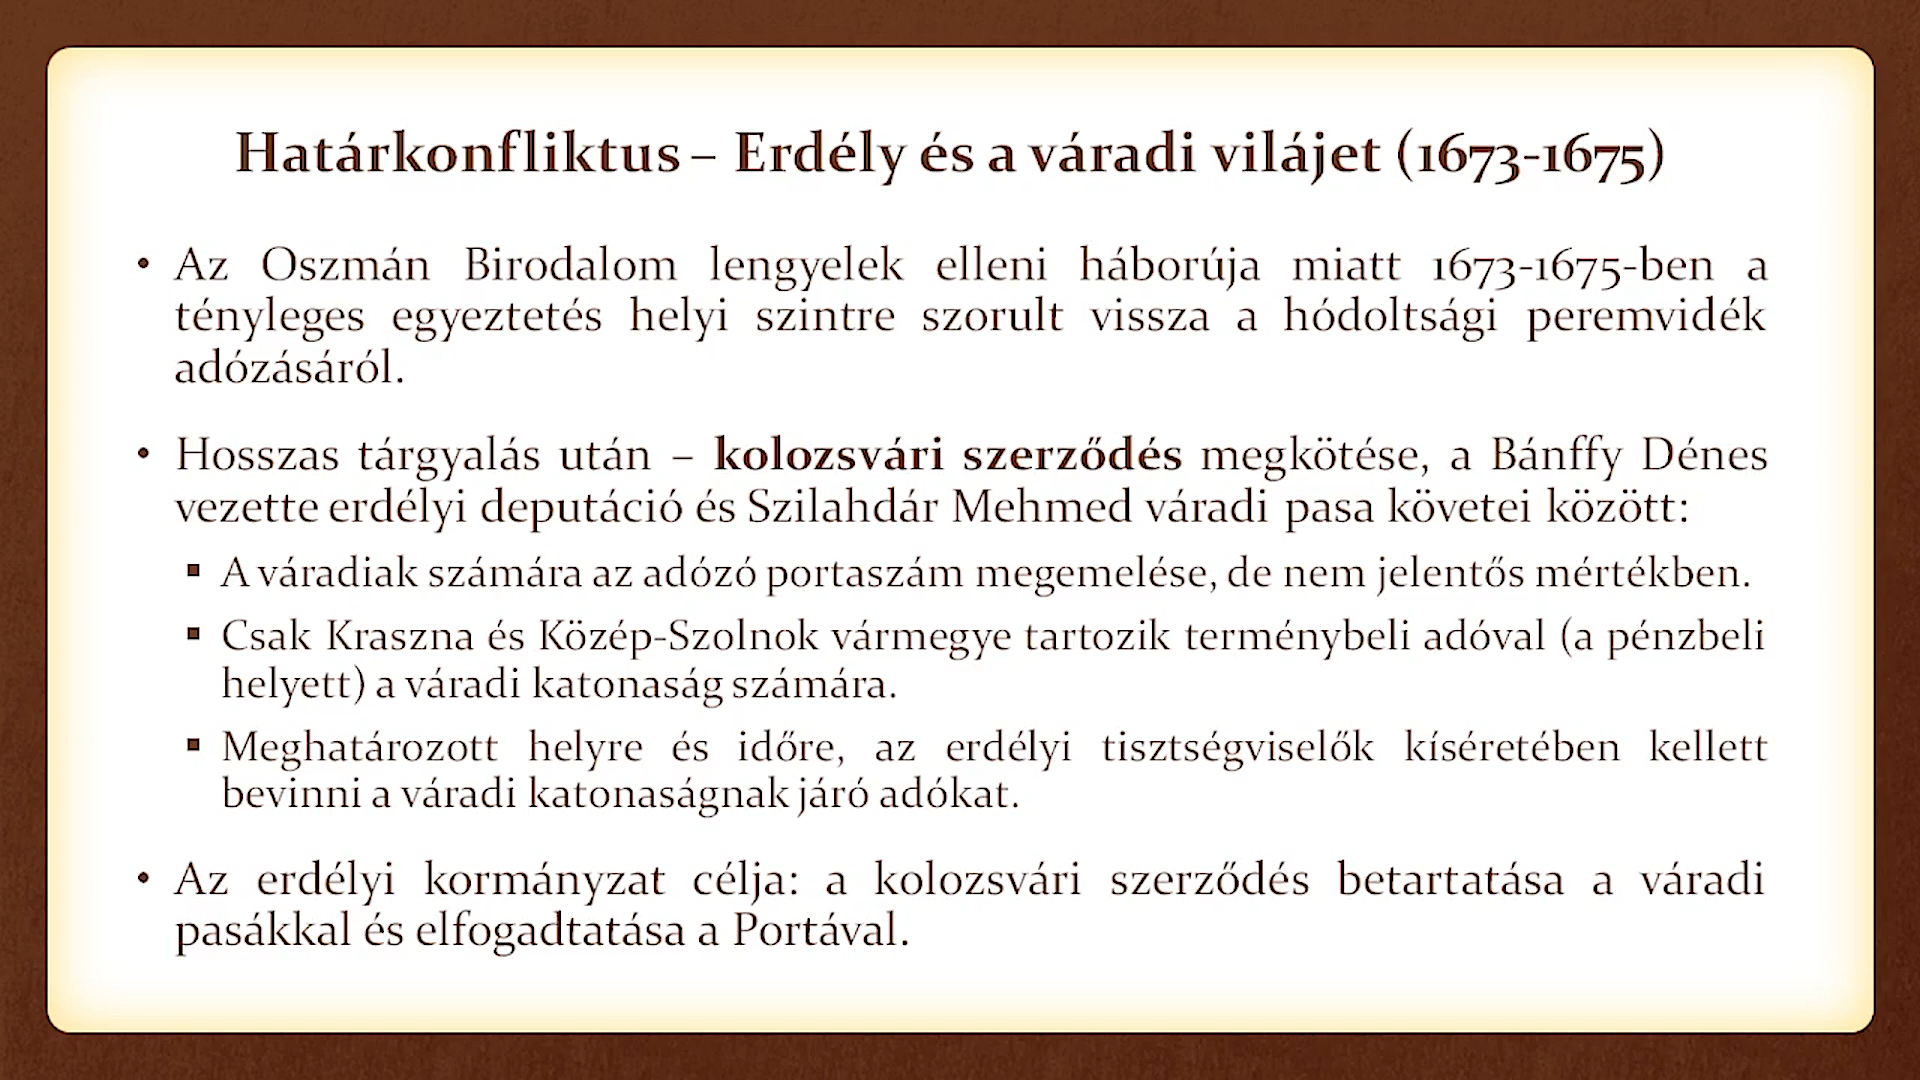 Határkonfliktus – Erdély és a váradi vilájet (1673-1675)
• Az Oszmán Birodalom lengyelek elleni háborúja miatt 1673-1675-ben a
tényleges egyeztetés helyi szintre szorult vissza a hódoltsági peremvidék
adózásáról.
• Hosszas tárgyalás után – kolozsvári szerződés megkötése, a Bánffy Dénes
vezette erdélyi deputáció és Szilahdár Mehmed váradi pasa követei között:
▪ A váradiak számára az adózó portaszám megemelése, de nem jelentős mértékben.
▪ Csak Kraszna és Közép-Szolnok vármegye tartozik terménybeli adóval (a pénzbeli
helyett) a váradi katonaság számára.
▪ Meghatározott helyre és időre, az erdélyi tisztségviselők kíséretében kellett
bevinni a váradi katonaságnak járó adókat.
• Az erdélyi kormányzat célja: a kolozsvári szerződés betartatása a váradi
pasákkal és elfogadtatása a Portával.